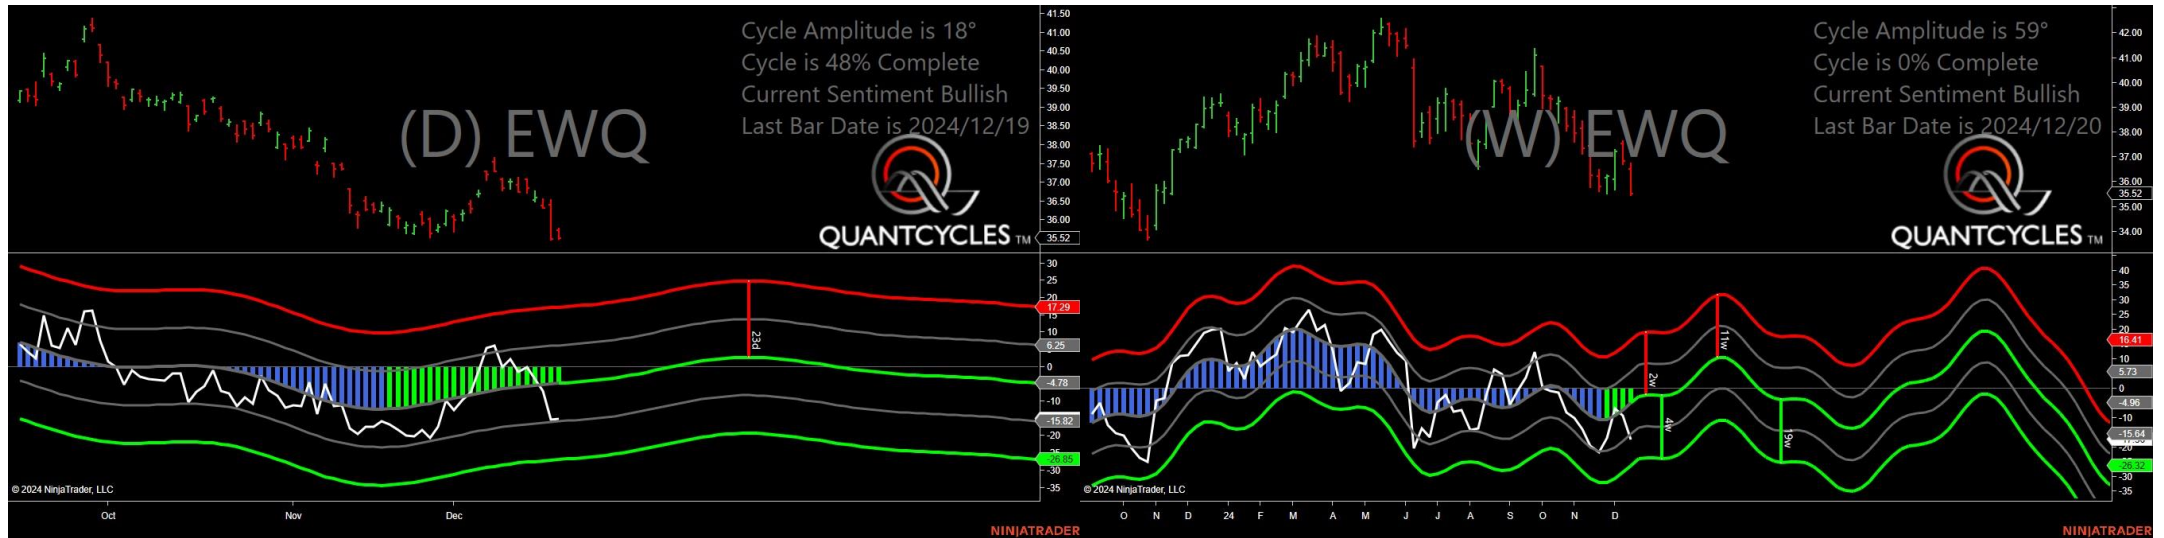 Cycle Amplitude is 18°
Cycle is 48% Complete
Current Sentiment Bullish
Last Bar Date is 2024/12/19
(D) EWQ
QUANTCYCLES TM
41.50
41.00
40.50
40.00
39.50
39.00
38.50
38.00
37.50
37.00
36.50
36.00
35.52
30
25
20
17.29
15
10
6.25
0
-4.78
-10
-15.82
-20
-26.85
-30
-35
23d
© 2024 NinjaTrader, LLC
Oct Nov Dec
NINJATRADER
Cycle Amplitude is 59°
Cycle is 0% Complete
Current Sentiment Bullish
Last Bar Date is 2024/12/20
(W) EWQ
QUANTCYCLES TM
42.00
41.00
40.00
39.00
38.00
37.00
36.00
35.52
35.00
34.00
40
35
30
25
20
16.41
10
5.73
0
-4.96
-10
-15.64
-20
-26.32
-30
-35
2w
4w
11w
19w
© 2024 NinjaTrader, LLC
O N D 24 F M A M J J A S O N D
NINJATRADER